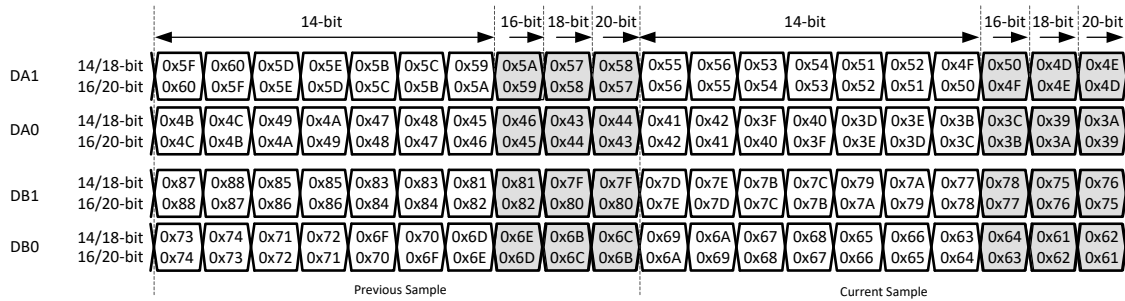 14-bit 16-bit 18-bit 20-bit 14-bit 16-bit 18-bit 20-bit
DA1
14/18-bit 0x5F 0x60 0x5D 0x5E 0x5B 0x5C 0x59 0x5A 0x57 0x58 0x55 0x56 0x53 0x54 0x51 0x52 0x4F 0x50 0x4D 0x4E
16/20-bit 0x60 0x5F 0x5E 0x5D 0x5C 0x5B 0x5A 0x59 0x58 0x57 0x56 0x55 0x54 0x53 0x52 0x51 0x50 0x4F 0x4E 0x4D
DA0
14/18-bit 0x4B 0x4C 0x49 0x4A 0x47 0x48 0x45 0x46 0x43 0x44 0x41 0x42 0x3F 0x40 0x3D 0x3E 0x3B 0x3C 0x39 0x3A
16/20-bit 0x4C 0x4B 0x4A 0x49 0x48 0x47 0x46 0x45 0x44 0x43 0x42 0x41 0x40 0x3F 0x3E 0x3D 0x3C 0x3B 0x3A 0x39
DB1
14/18-bit 0x87 0x88 0x85 0x85 0x83 0x83 0x81 0x81 0x7F 0x7F 0x7D 0x7E 0x7B 0x7C 0x79 0x7A 0x77 0x78 0x75 0x76
16/20-bit 0x88 0x87 0x86 0x86 0x84 0x84 0x82 0x82 0x80 0x80 0x7E 0x7D 0x7C 0x7B 0x7A 0x79 0x78 0x77 0x76 0x75
DB0
14/18-bit 0x73 0x74 0x71 0x72 0x6F 0x70 0x6D 0x6E 0x6B 0x6C 0x69 0x6A 0x67 0x68 0x65 0x66 0x63 0x64 0x61 0x62
16/20-bit 0x74 0x73 0x72 0x71 0x70 0x6F 0x6E 0x6D 0x6C 0x6B 0x6A 0x69 0x68 0x67 0x66 0x65 0x64 0x63 0x62 0x61
Previous Sample Current Sample